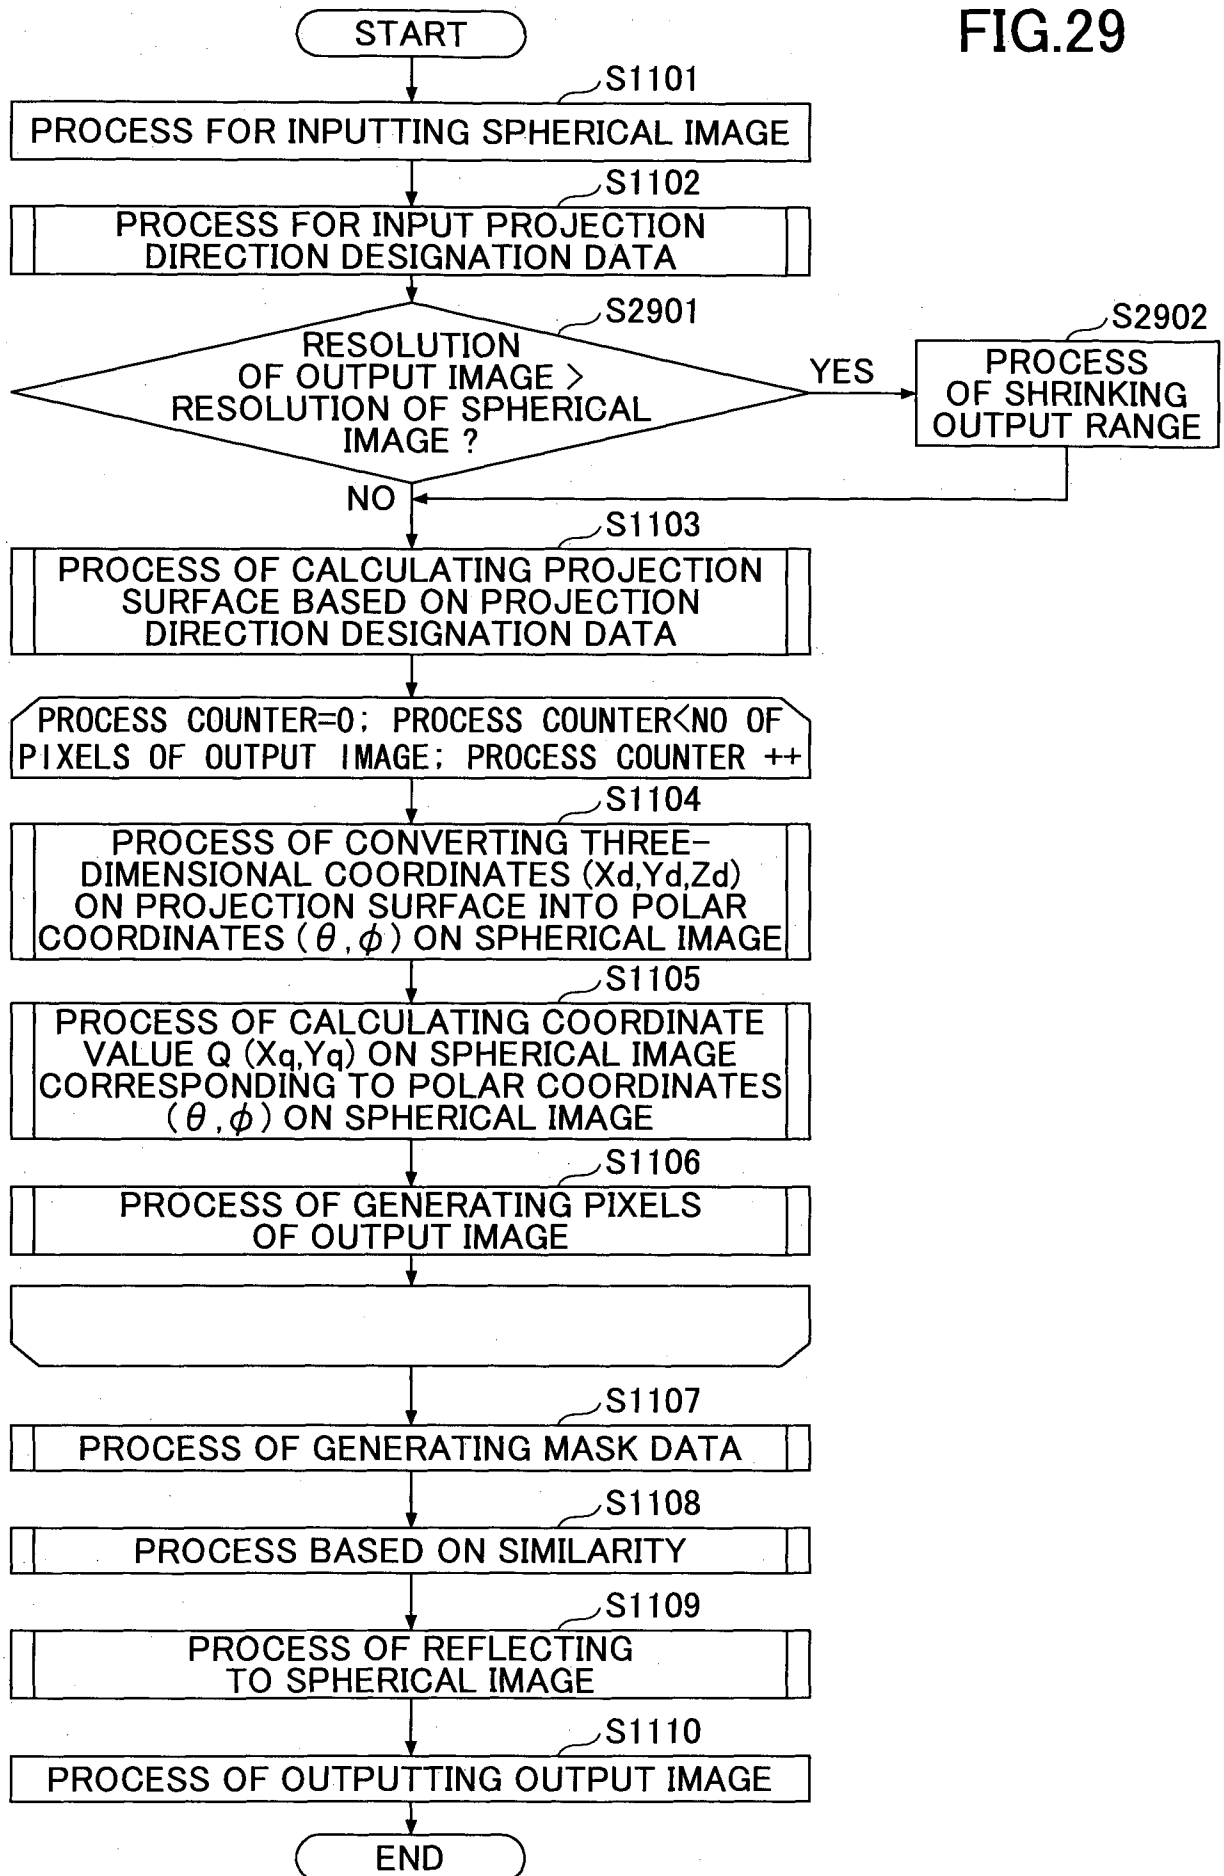 FIG.29
START
S1101
PROCESS FOR INPUTTING SPHERICAL IMAGE
S1102
PROCESS FOR INPUT PROJECTION
DIRECTION DESIGNATION DATA
S2901
RESOLUTION
OF OUTPUT IMAGE >
RESOLUTION OF SPHERICAL
IMAGE ?
YES
S2902
PROCESS
OF SHRINKING
OUTPUT RANGE
NO
S1103
PROCESS OF CALCULATING PROJECTION
SURFACE BASED ON PROJECTION
DIRECTION DESIGNATION DATA
PROCESS COUNTER=0; PROCESS COUNTER<NO OF
PIXELS OF OUTPUT IMAGE; PROCESS COUNTER ++
S1104
PROCESS OF CONVERTING THREE-
DIMENSIONAL COORDINATES (Xd,Yd,Zd)
ON PROJECTION SURFACE INTO POLAR
COORDINATES (θ,φ) ON SPHERICAL IMAGE
S1105
PROCESS OF CALCULATING COORDINATE
VALUE Q (Xq,Yq) ON SPHERICAL IMAGE
CORRESPONDING TO POLAR COORDINATES
(θ,φ) ON SPHERICAL IMAGE
S1106
PROCESS OF GENERATING PIXELS
OF OUTPUT IMAGE
S1107
PROCESS OF GENERATING MASK DATA
S1108
PROCESS BASED ON SIMILARITY
S1109
PROCESS OF REFLECTING
TO SPHERICAL IMAGE
S1110
PROCESS OF OUTPUTTING OUTPUT IMAGE
END